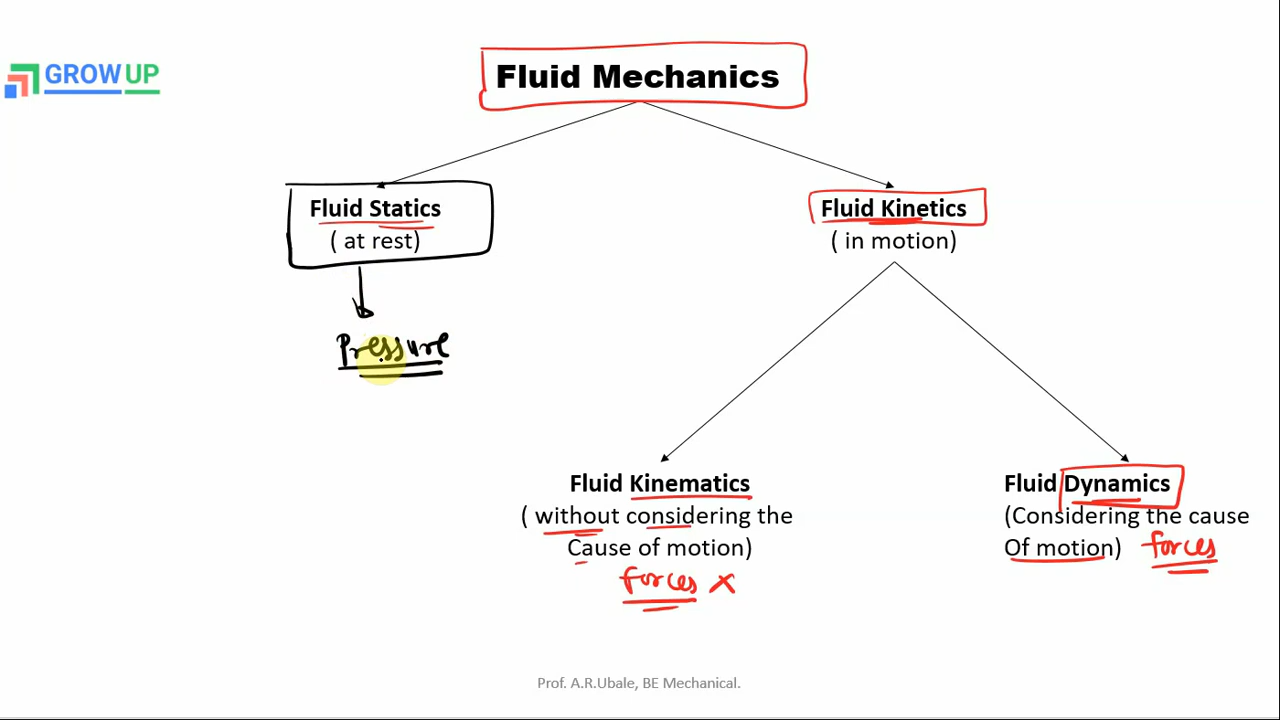 GROW UP
Fluid Mechanics
Fluid Statics
( at rest)
Pressure
Fluid Kinetics
( in motion)
Fluid Kinematics
( without considering the
Cause of motion)
forces ×
Fluid Dynamics
(Considering the cause
Of motion) forces
Prof. A.R.Ubale, BE Mechanical.